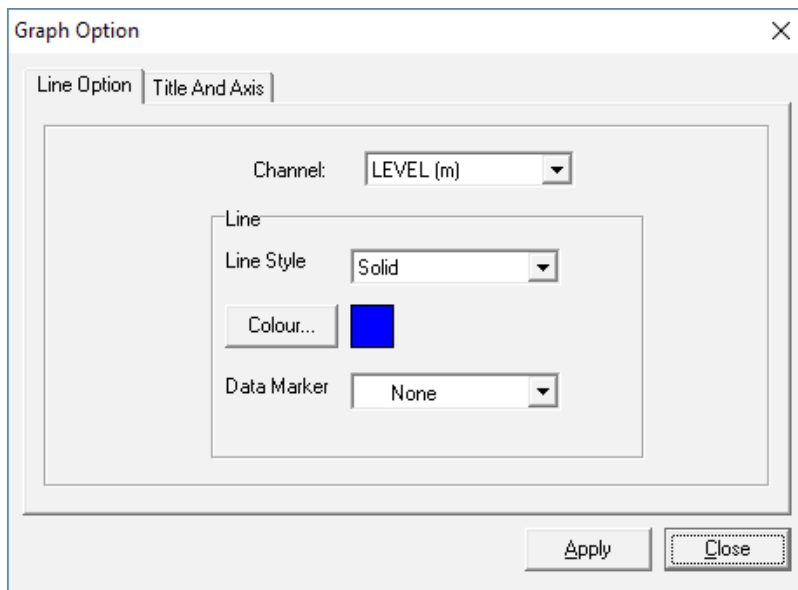 Graph Option
Line Option
Title And Axis
Channel:
LEVEL (m)
Line
Line Style
Solid
Colour...
Data Marker
None
Apply
Close